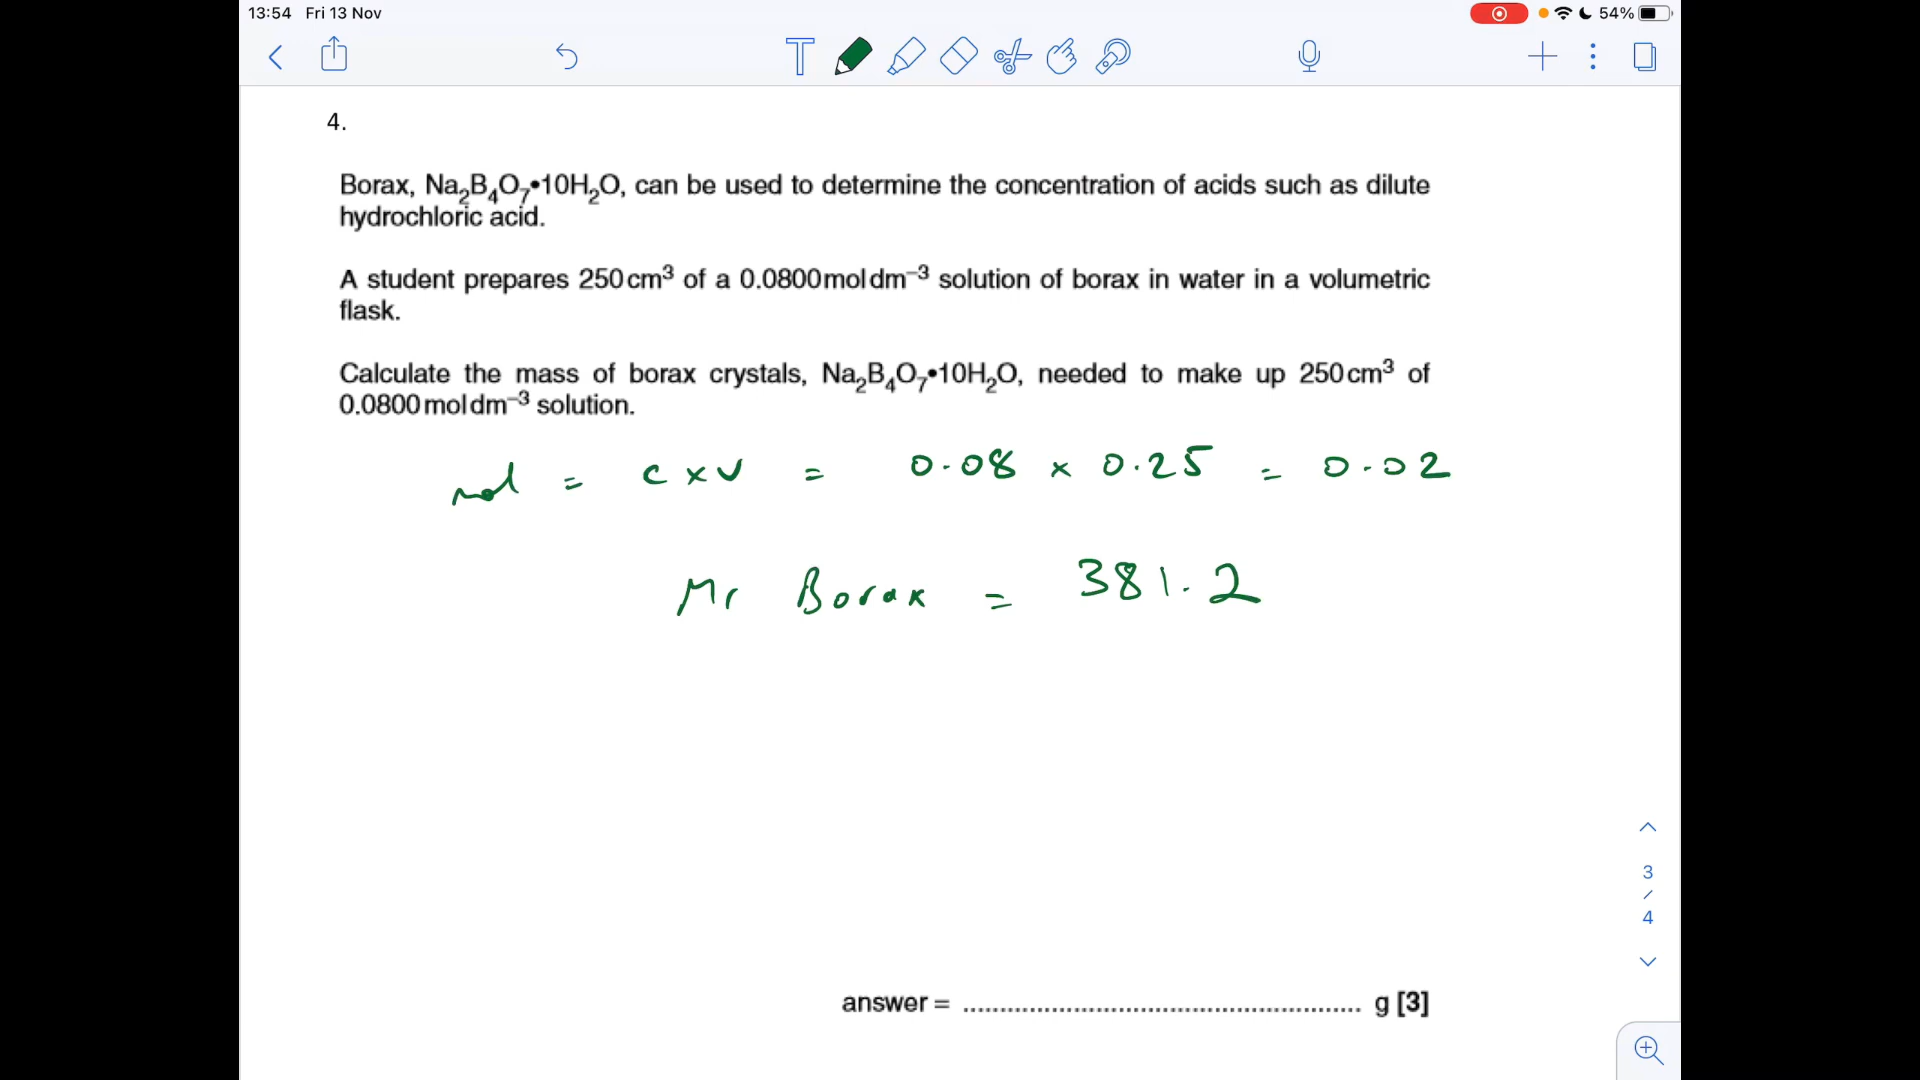 13:54 Fri 13 Nov 54%
T
4.
Borax, Na₂B₄O₇•10H₂O, can be used to determine the concentration of acids such as dilute
hydrochloric acid.
A student prepares 250 cm³ of a 0.0800 mol dm⁻³ solution of borax in water in a volumetric
flask.
Calculate the mass of borax crystals, Na₂B₄O₇•10H₂O, needed to make up 250 cm³ of
0.0800 mol dm⁻³ solution.
mol = c x v = 0.08 x 0.25 = 0.02
Mr Borax = 381.2
3
/
4
answer = ...................................................... g [3]